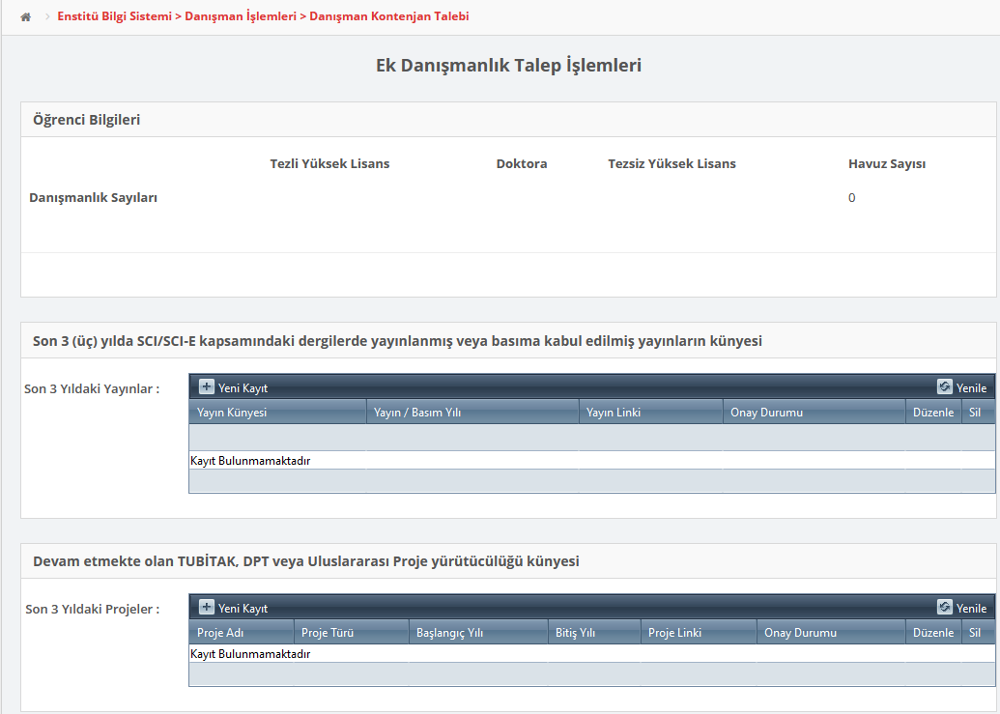 Enstitü Bilgi Sistemi > Danışman İşlemleri > Danışman Kontenjan Talebi
Ek Danışmanlık Talep İşlemleri
Öğrenci Bilgileri
Tezli Yüksek Lisans Doktora Tezsiz Yüksek Lisans Havuz Sayısı
Danışmanlık Sayıları 0
Son 3 (üç) yılda SCI/SCI-E kapsamındaki dergilerde yayınlanmış veya basıma kabul edilmiş yayınların künyesi
Son 3 Yıldaki Yayınlar : Yeni Kayıt Yenile
Yayın Künyesi Yayın / Basım Yılı Yayın Linki Onay Durumu Düzenle Sil
Kayıt Bulunmamaktadır
Devam etmekte olan TUBİTAK, DPT veya Uluslararası Proje yürütücülüğü künyesi
Son 3 Yıldaki Projeler : Yeni Kayıt Yenile
Proje Adı Proje Türü Başlangıç Yılı Bitiş Yılı Proje Linki Onay Durumu Düzenle Sil
Kayıt Bulunmamaktadır